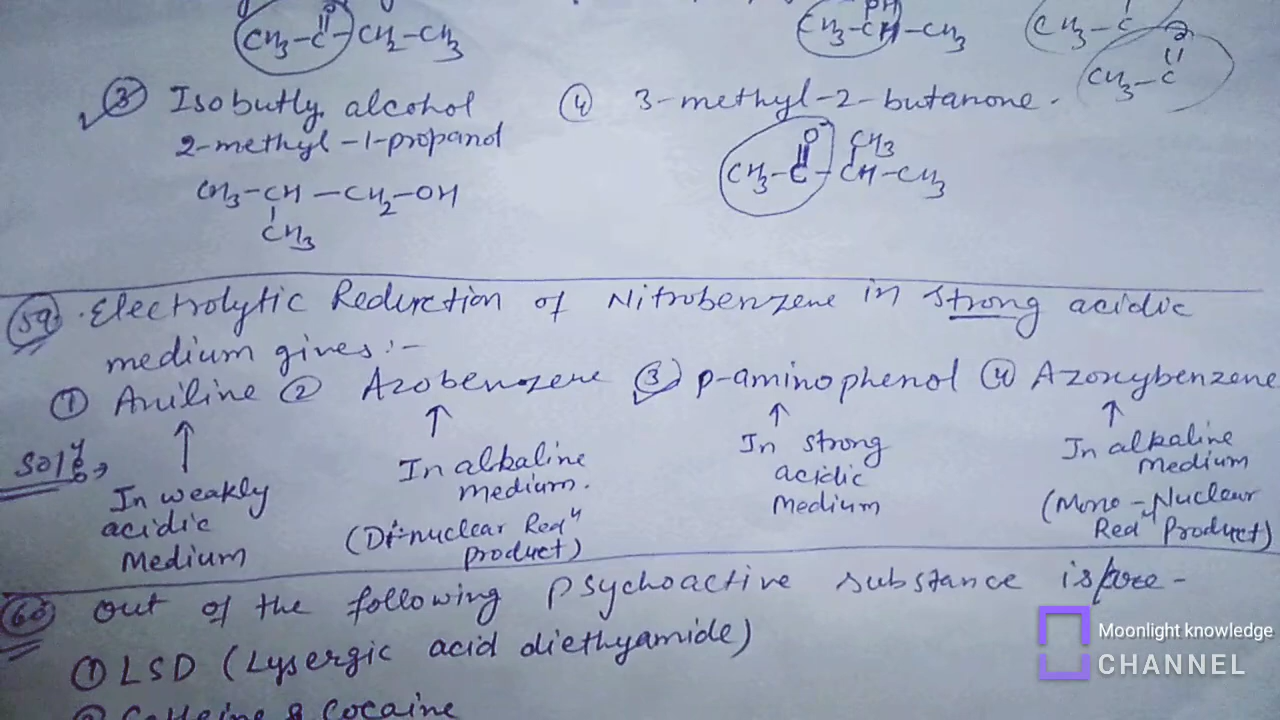 CH3-C-CH2-CH3
CH3-CH-CH3
CH3-C
CH3-C
③ Isobutly alcohol
2-methyl-1-propanol
CH3-CH-CH2-OH
CH3
④ 3-methyl-2-butanone.
O
CH3
CH3-C-CH-CH3
59. Electrolytic Reduction of Nitrobenzene in strong acidic
medium gives:-
① Aniline ② Azobenzene ③ p-aminophenol ④ Azoxybenzene
Solⁿ
In weakly
acidic
Medium
In alkaline
medium.
(Di-nuclear Redⁿ
product)
In strong
acidic
Medium
In alkaline
Medium
(Mono-Nuclear
Redⁿ Product)
60 Out of the following psychoactive substance is/are-
① LSD (Lysergic acid diethyamide)
② Caffeine & Cocaine
Moonlight knowledge
CHANNEL